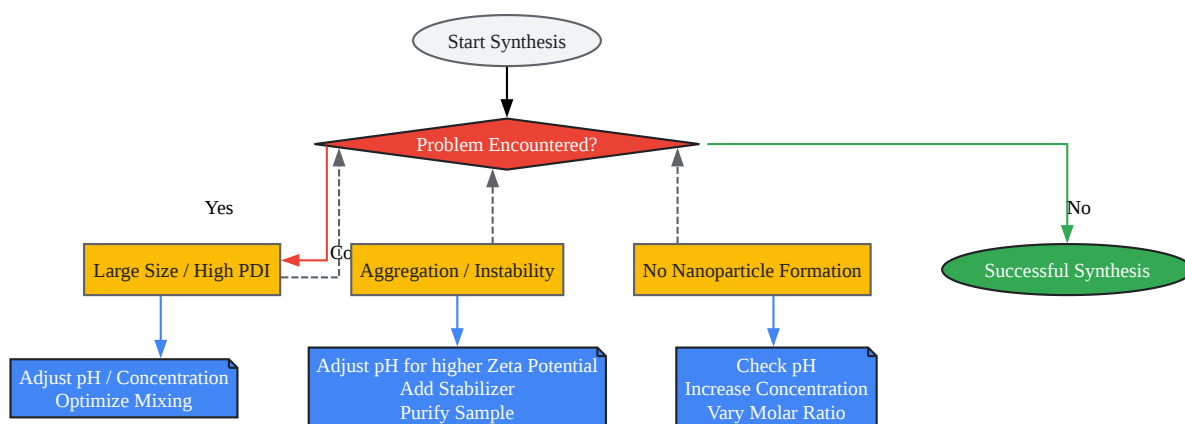 Start Synthesis
Problem Encountered?
Yes
No
Large Size / High PDI
Aggregation / Instability
No Nanoparticle Formation
Successful Synthesis
Adjust pH / Concentration
Optimize Mixing
Adjust pH for higher Zeta Potential
Add Stabilizer
Purify Sample
Check pH
Increase Concentration
Vary Molar Ratio